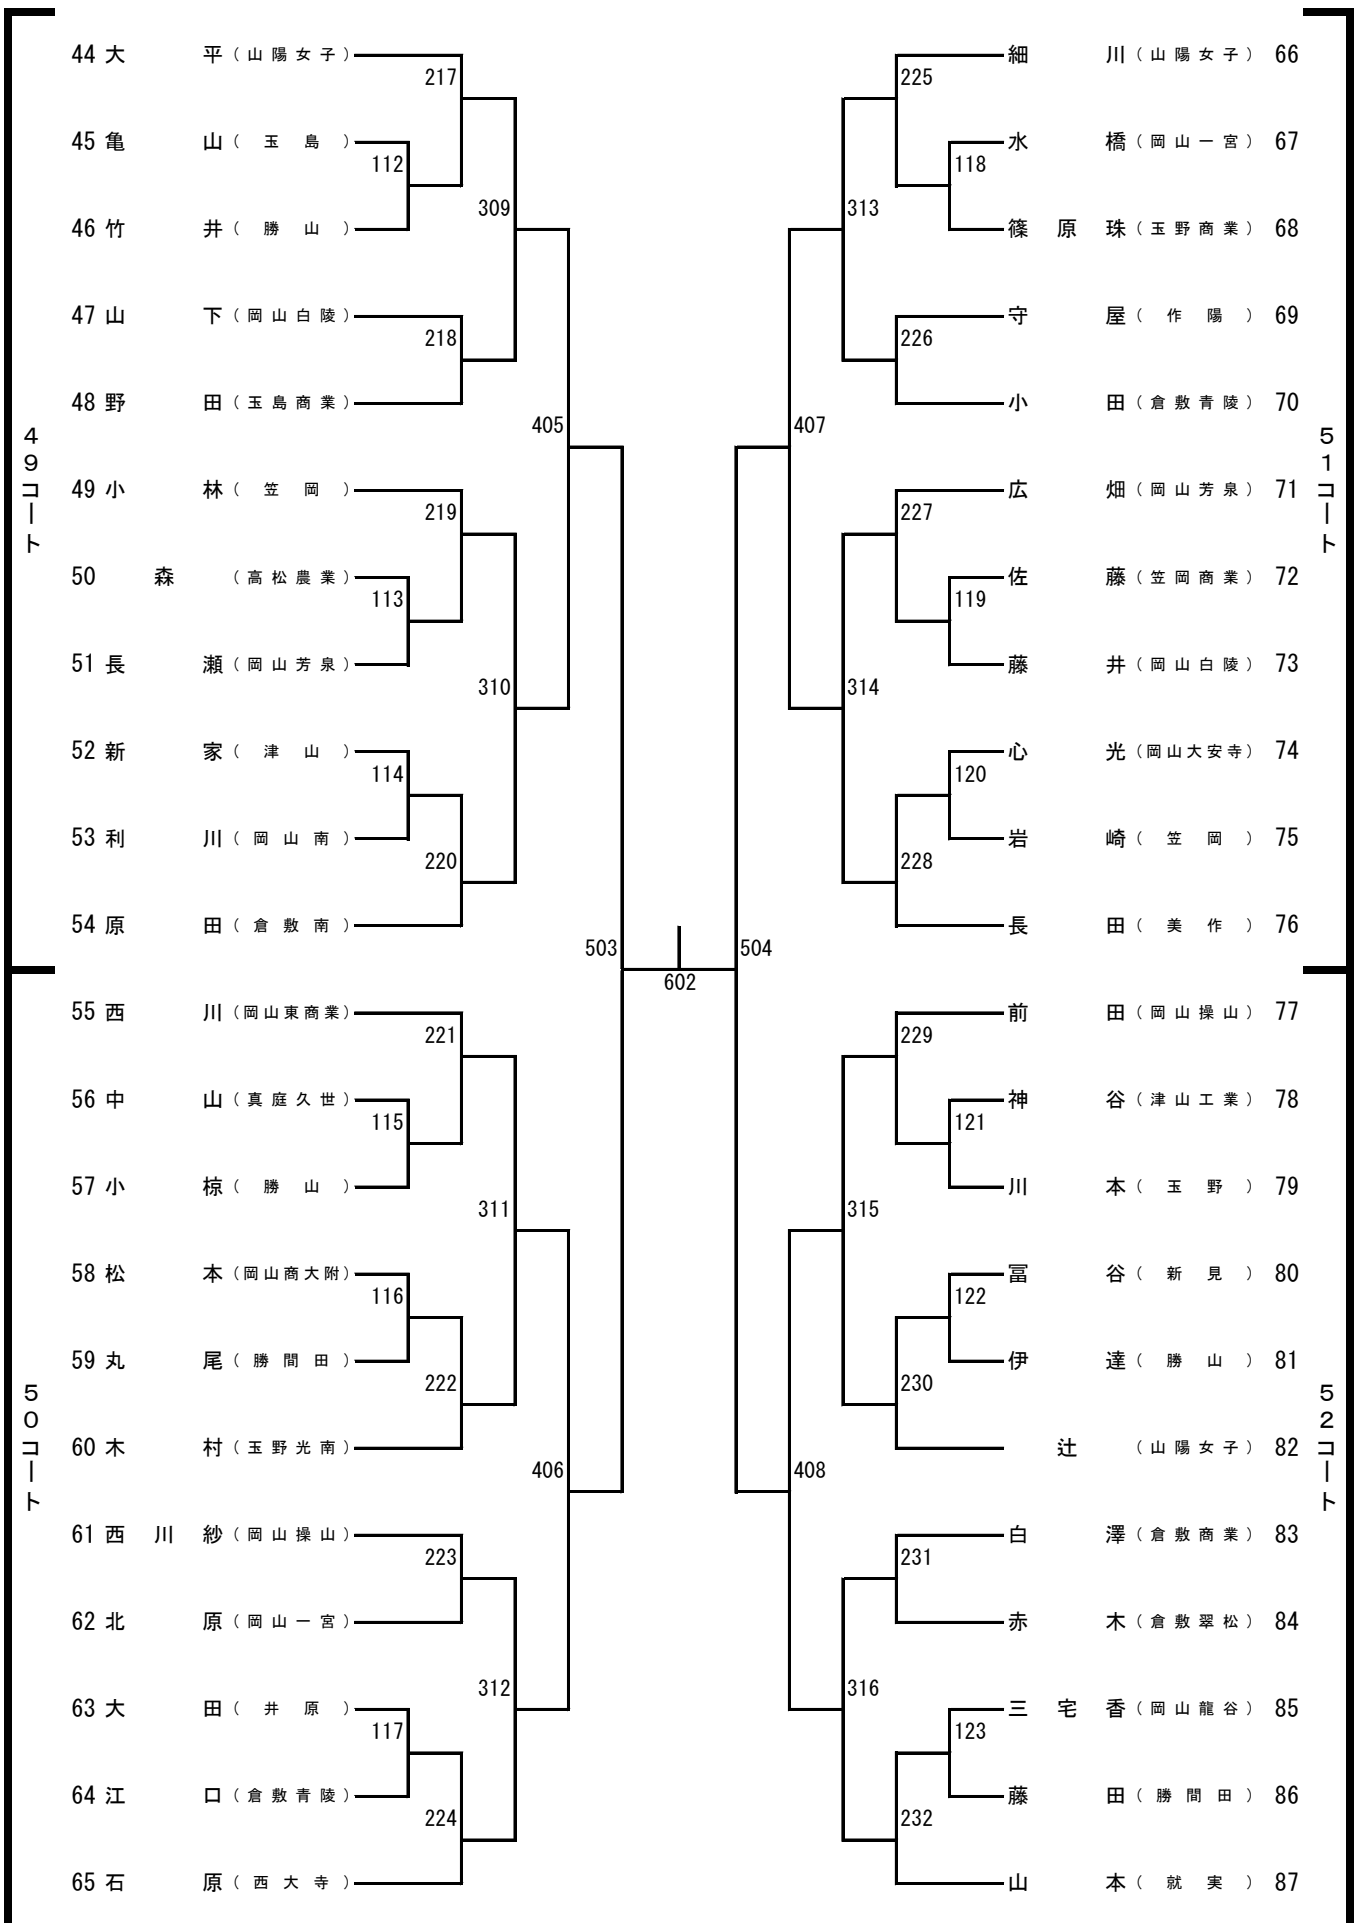 49コート
44 大平 (山陽女子)
45 亀山 (玉島)
46 竹井 (勝山)
47 山下 (岡山白陵)
48 野田 (玉島商業)
49 小林 (笠岡)
50 森 (高松農業)
51 長瀬 (岡山芳泉)
52 新家 (津山)
53 利川 (岡山南)
54 原田 (倉敷南)
217
112
309
218
405
219
113
310
114
220
50コート
55 西川 (岡山東商業)
56 中山 (真庭久世)
57 小椋 (勝山)
58 松本 (岡山商大附)
59 丸尾 (勝間田)
60 木村 (玉野光南)
61 西川紗 (岡山操山)
62 北原 (岡山一宮)
63 大田 (井原)
64 江口 (倉敷青陵)
65 石原 (西大寺)
221
115
311
116
222
406
223
312
117
224
503
602
504
51コート
細川 (山陽女子) 66
水橋 (岡山一宮) 67
篠原珠 (玉野商業) 68
守屋 (作陽) 69
小田 (倉敷青陵) 70
広畑 (岡山芳泉) 71
佐藤 (笠岡商業) 72
藤井 (岡山白陵) 73
心光 (岡山大安寺) 74
岩崎 (笠岡) 75
長田 (美作) 76
225
118
313
226
407
227
119
314
120
228
52コート
前田 (岡山操山) 77
神谷 (津山工業) 78
川本 (玉野) 79
冨谷 (新見) 80
伊達 (勝山) 81
辻 (山陽女子) 82
白澤 (倉敷商業) 83
赤木 (倉敷翠松) 84
三宅香 (岡山龍谷) 85
藤田 (勝間田) 86
山本 (就実) 87
229
121
315
122
230
408
231
316
123
232